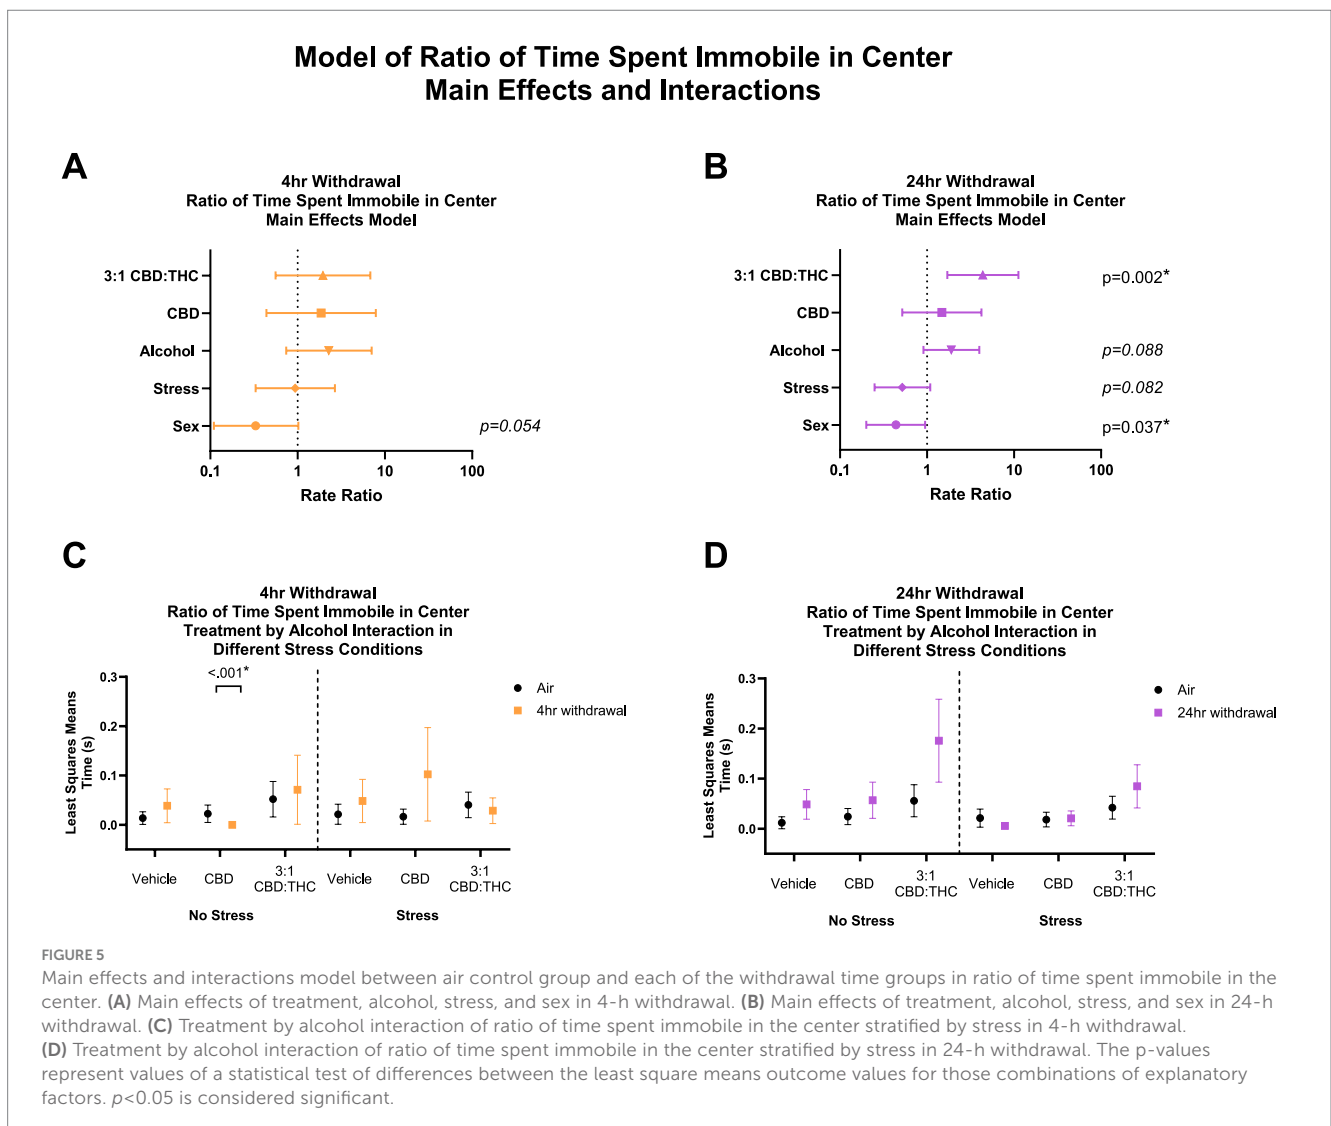 Model of Ratio of Time Spent Immobile in Center
Main Effects and Interactions
A
4hr Withdrawal
Ratio of Time Spent Immobile in Center
Main Effects Model
3:1 CBD:THC
CBD
Alcohol
Stress
Sex
p=0.054
0.1 1 10 100
Rate Ratio
B
24hr Withdrawal
Ratio of Time Spent Immobile in Center
Main Effects Model
3:1 CBD:THC
p=0.002*
CBD
Alcohol
p=0.088
Stress
p=0.082
Sex
p=0.037*
0.1 1 10 100
Rate Ratio
C
4hr Withdrawal
Ratio of Time Spent Immobile in Center
Treatment by Alcohol Interaction in
Different Stress Conditions
<.001*
Least Squares Means
Time (s)
0.3
0.2
0.1
0.0
Air
4hr withdrawal
Vehicle CBD 3:1 CBD:THC Vehicle CBD 3:1 CBD:THC
No Stress Stress
D
24hr Withdrawal
Ratio of Time Spent Immobile in Center
Treatment by Alcohol Interaction in
Different Stress Conditions
Least Squares Means
Time (s)
0.3
0.2
0.1
0.0
Air
24hr withdrawal
Vehicle CBD 3:1 CBD:THC Vehicle CBD 3:1 CBD:THC
No Stress Stress
FIGURE 5
Main effects and interactions model between air control group and each of the withdrawal time groups in ratio of time spent immobile in the
center. (A) Main effects of treatment, alcohol, stress, and sex in 4-h withdrawal. (B) Main effects of treatment, alcohol, stress, and sex in 24-h
withdrawal. (C) Treatment by alcohol interaction of ratio of time spent immobile in the center stratified by stress in 4-h withdrawal.
(D) Treatment by alcohol interaction of ratio of time spent immobile in the center stratified by stress in 24-h withdrawal. The p-values
represent values of a statistical test of differences between the least square means outcome values for those combinations of explanatory
factors. p<0.05 is considered significant.